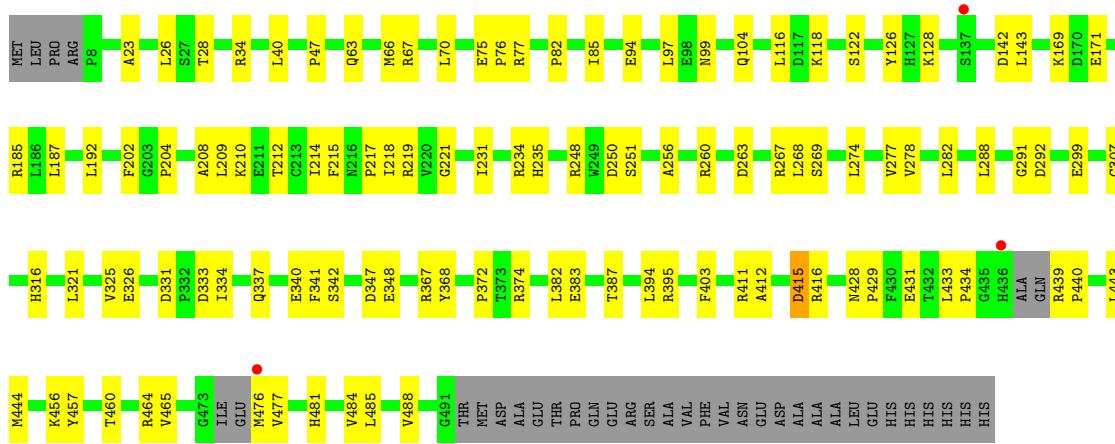 MET LEU PRO ARG P8 A23 L26 S27 T28 R34 L40 P47 Q63 M66 R67 L70 E75 P76 R77 P82 I85 E94 L97 E98 N99 Q104 L116 D117 K118 S122 Y126 H127 K128 S137 D142 L143 K169 D170 E171
R185 L186 L187 L192 F202 G203 P204 A208 L209 K210 E211 T212 C213 I214 F215 N216 P217 I218 R219 V220 G221 I231 R234 H235 R248 W249 D250 S251 A256 R260 D263 R267 L268 S269 L274 V277 V278 L282 L288 G291 D292 E299
H316 L321 V325 E326 D331 P332 D333 I334 Q337 E340 F341 S342 D347 E348 R367 Y368 P372 T373 R374 L382 E383 T387 L394 R395 F403 R411 A412 D415 R416 N428 P429 F430 E431 T432 L433 P434 G435 H436 ALA GLN R439 P440 L443
M444 K456 Y457 T460 R464 V465 G473 ILE GLU M476 V477 H481 V484 L485 V488 G491 THR MET ASP ALA GLU THR PRO GLN GLU ARG SER ALA VAL PHE VAL ASN GLU ASP ALA ALA ALA LEU GLU HIS HIS HIS HIS HIS HIS